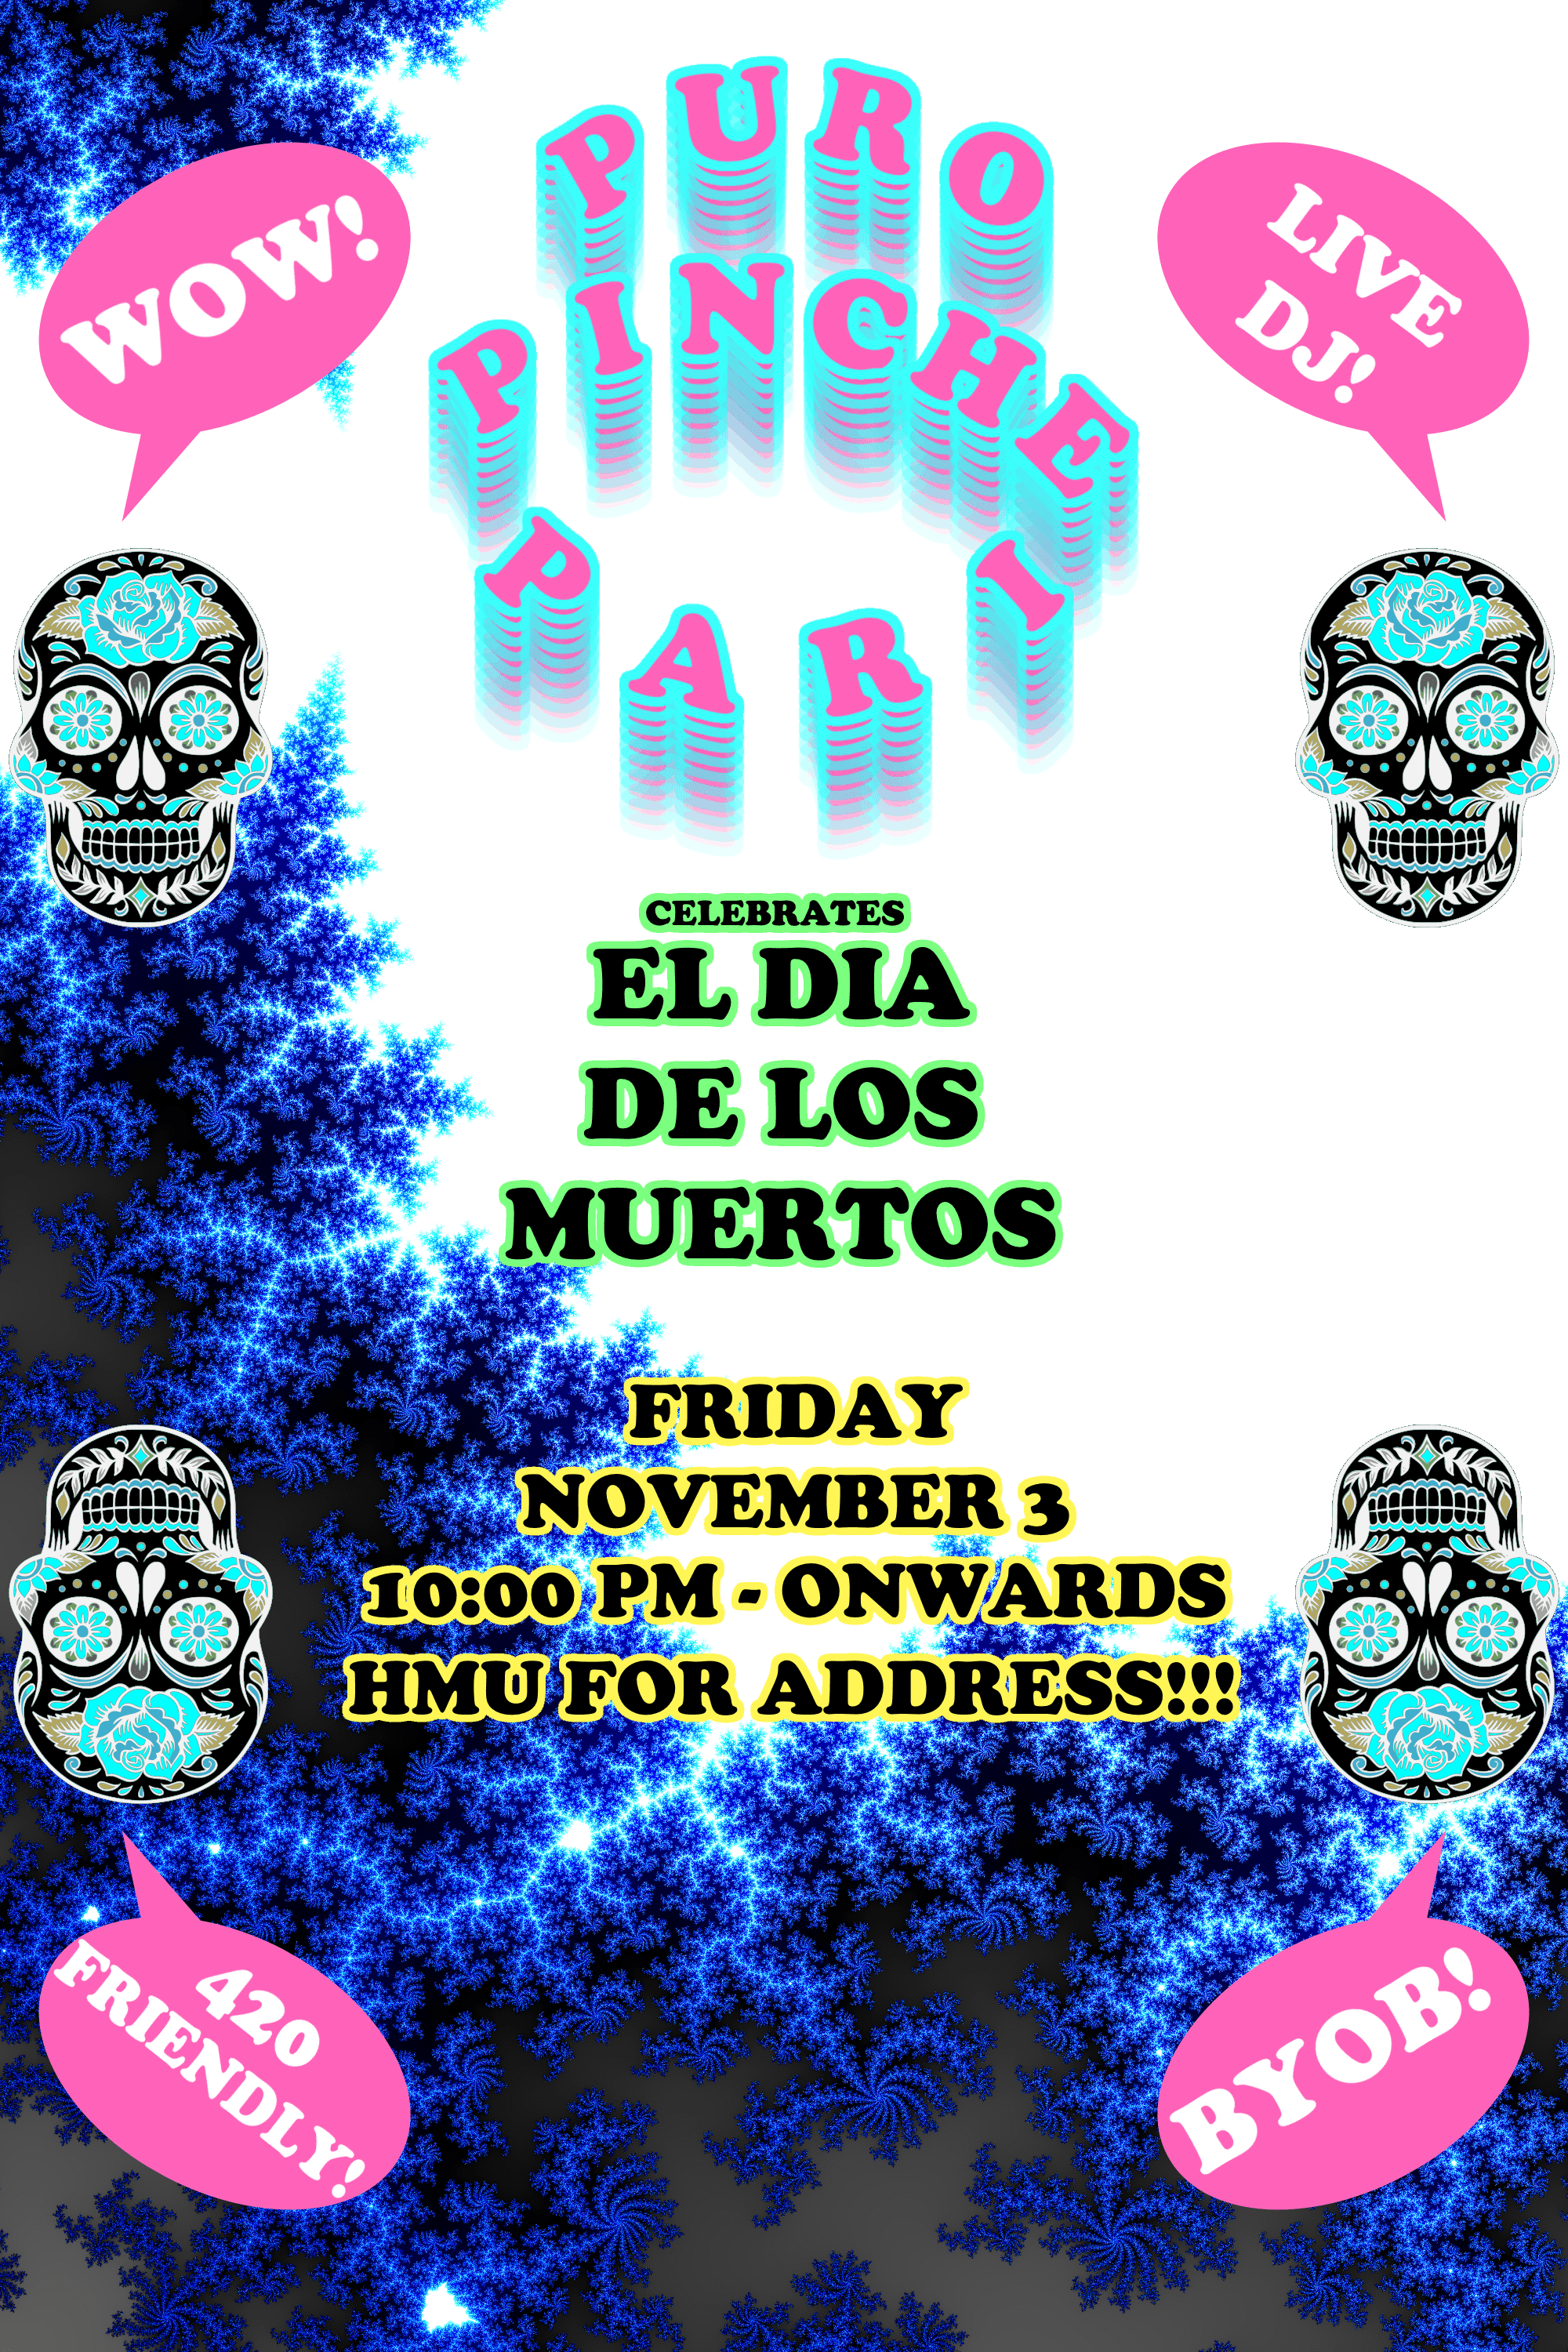 WOW!
LIVE
DJ!
PURO
PINCHE
PARI
CELEBRATES
EL DIA
DE LOS
MUERTOS
FRIDAY
NOVEMBER 3
10:00 PM - ONWARDS
HMU FOR ADDRESS!!!
420
FRIENDLY!
BYOB!